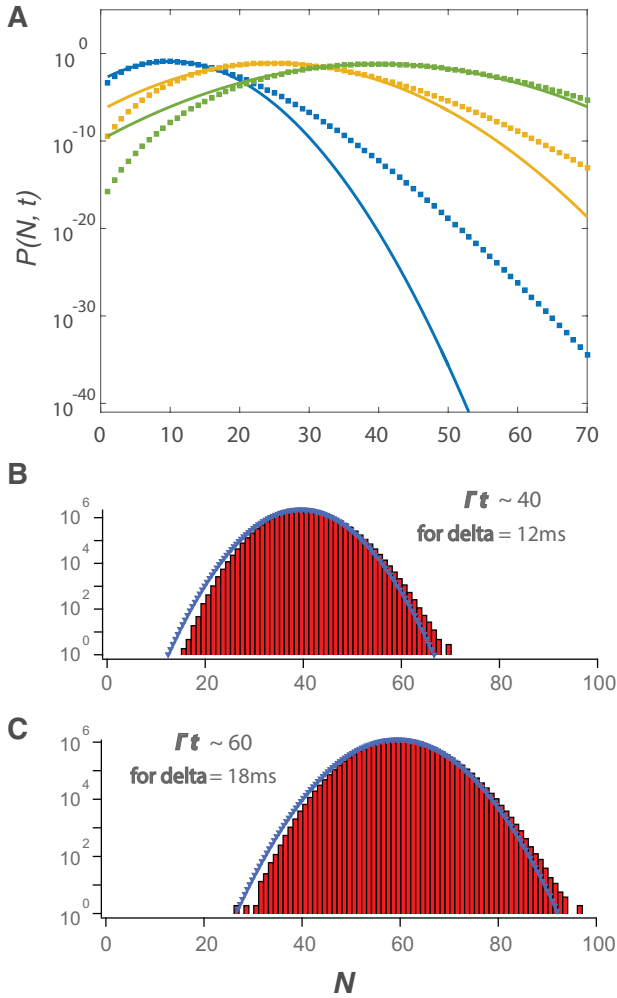 A
P(N, t)
10^0
10^-10
10^-20
10^-30
10^-40
0 10 20 30 40 50 60 70
B
Γt ~ 40
for delta = 12ms
10^6
10^4
10^2
10^0
0 20 40 60 80 100
C
Γt ~ 60
for delta = 18ms
10^6
10^4
10^2
10^0
0 20 40 60 80 100
N